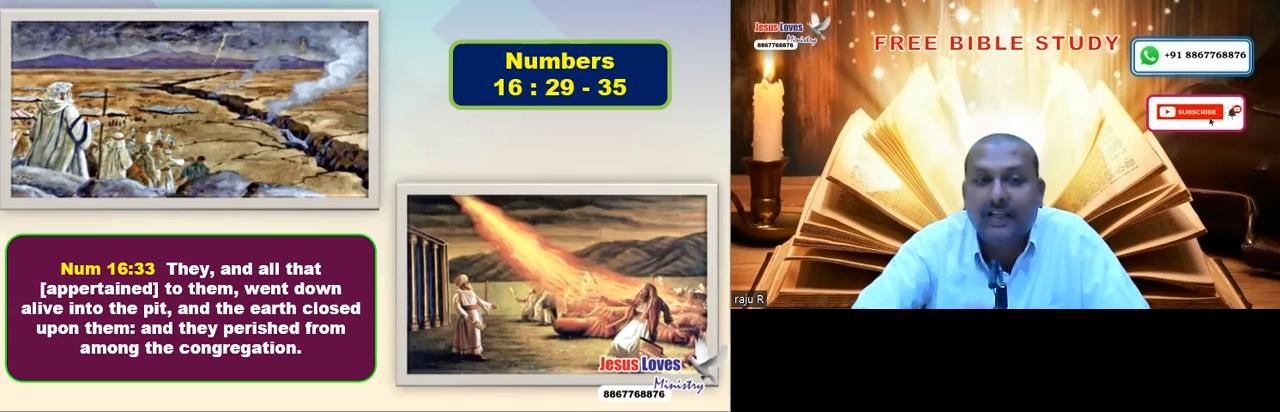 Numbers
16 : 29 - 35
Num 16:33 They, and all that
[appertained] to them, went down
alive into the pit, and the earth closed
upon them: and they perished from
among the congregation.
Jesus Loves
Ministry
8867768876
Jesus Loves
Ministry
8867768876
FREE BIBLE STUDY
+91 8867768876
SUBSCRIBE
raju R